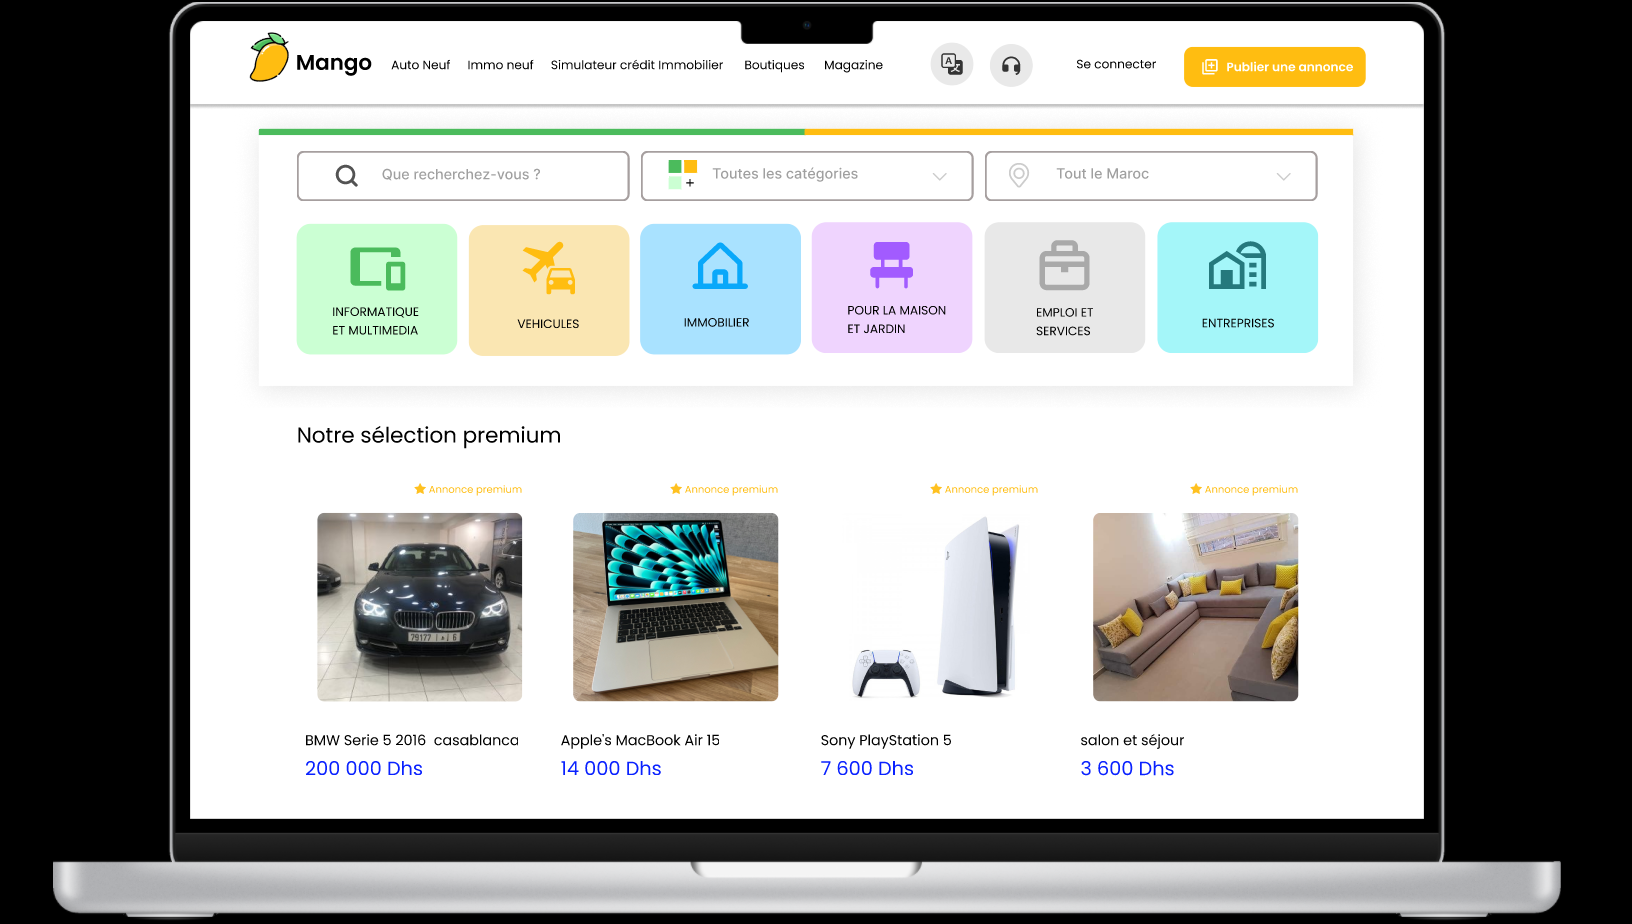 Mango
Auto Neuf
Immo neuf
Simulateur crédit Immobilier
Boutiques
Magazine
A
Se connecter
Publier une annonce
Que recherchez-vous ?
Toutes les catégories
Tout le Maroc
INFORMATIQUE
ET MULTIMEDIA
VEHICULES
IMMOBILIER
POUR LA MAISON
ET JARDIN
EMPLOI ET
SERVICES
ENTREPRISES
Notre sélection premium
Annonce premium
Annonce premium
Annonce premium
Annonce premium
BMW Serie 5 2016 casablanca
200 000 Dhs
Apple's MacBook Air 15
14 000 Dhs
Sony PlayStation 5
7 600 Dhs
salon et séjour
3 600 Dhs